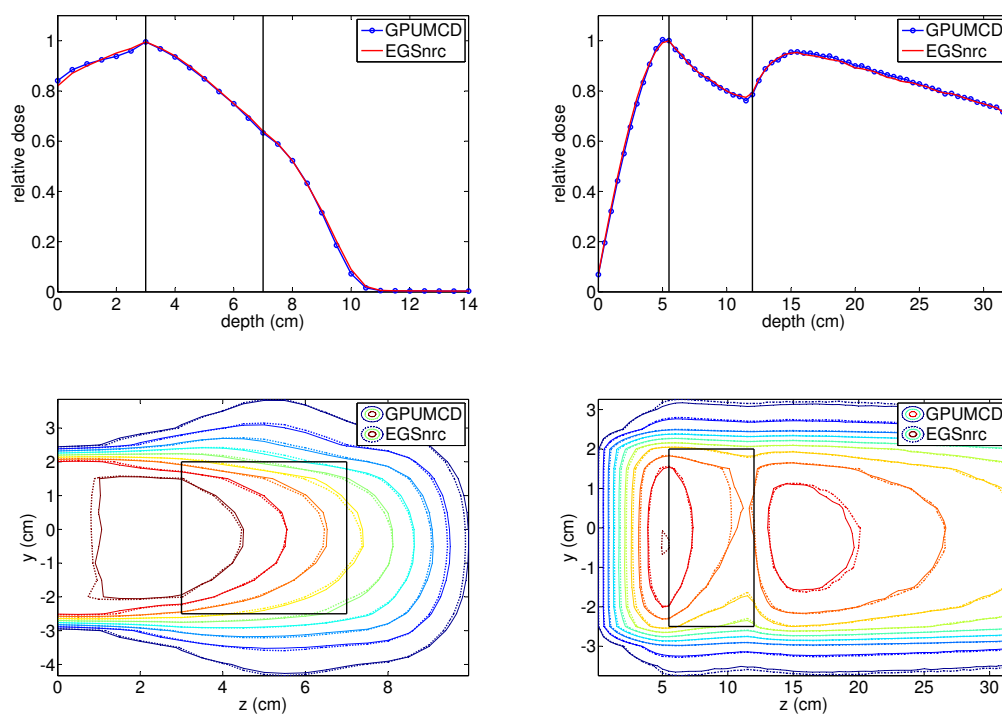 GPUMCD
EGSnrc
relative dose
1
0.8
0.6
0.4
0.2
0
0 2 4 6 8 10 12 14
depth (cm)
GPUMCD
EGSnrc
relative dose
1
0.8
0.6
0.4
0.2
0
0 5 10 15 20 25 30
depth (cm)
GPUMCD
EGSnrc
y (cm)
3
2
1
0
-1
-2
-3
-4
0 2 4 6 8
z (cm)
GPUMCD
EGSnrc
y (cm)
3
2
1
0
-1
-2
-3
5 10 15 20 25 30
z (cm)